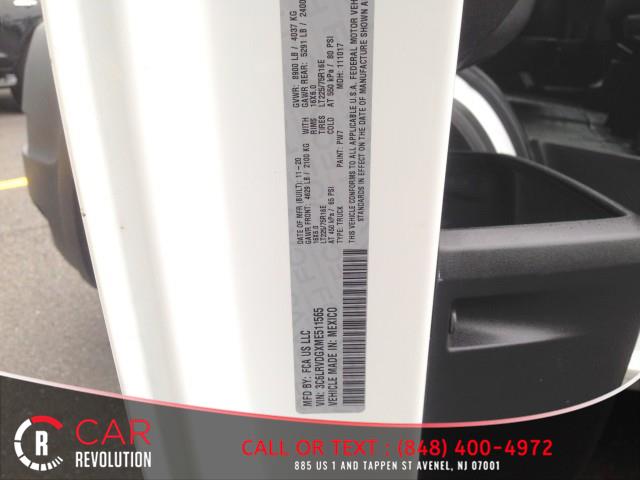 MFD BY: FCA US LLC
DATE OF MFR (BUILT): 11-20
GVWR: 8900 LB / 4037 KG
GAWR FRONT: 4629 LB / 2100 KG
WITH
GAWR REAR: 5291 LB / 2400
16X6.0
RIMS
16X6.0
LT225/75R16E
TIRES
LT225/75R16E
AT 450 kPa / 65 PSI
COLD
AT 550 kPa / 80 PSI
VIN: 3C6LRVDGXME511565
TYPE: TRUCK
PAINT: PW7
MDH: 111017
VEHICLE MADE IN: MEXICO
THIS VEHICLE CONFORMS TO ALL APPLICABLE U.S.A. FEDERAL MOTOR VEH
STANDARDS IN EFFECT ON THE DATE OF MANUFACTURE SHOWN A
R CAR
REVOLUTION
CALL OR TEXT : (848) 400-4972
885 US 1 AND TAPPEN ST AVENEL, NJ 07001